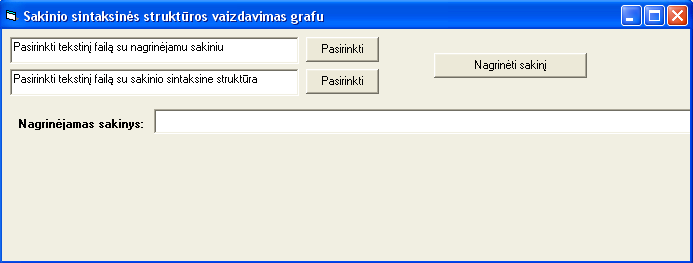 Sakinio sintaksinės struktūros vaizdavimas grafu
Pasirinkti tekstinį failą su nagrinėjamu sakiniu
Pasirinkti
Pasirinkti tekstinį failą su sakinio sintaksine struktūra
Pasirinkti
Nagrinėti sakinį
Nagrinėjamas sakinys: